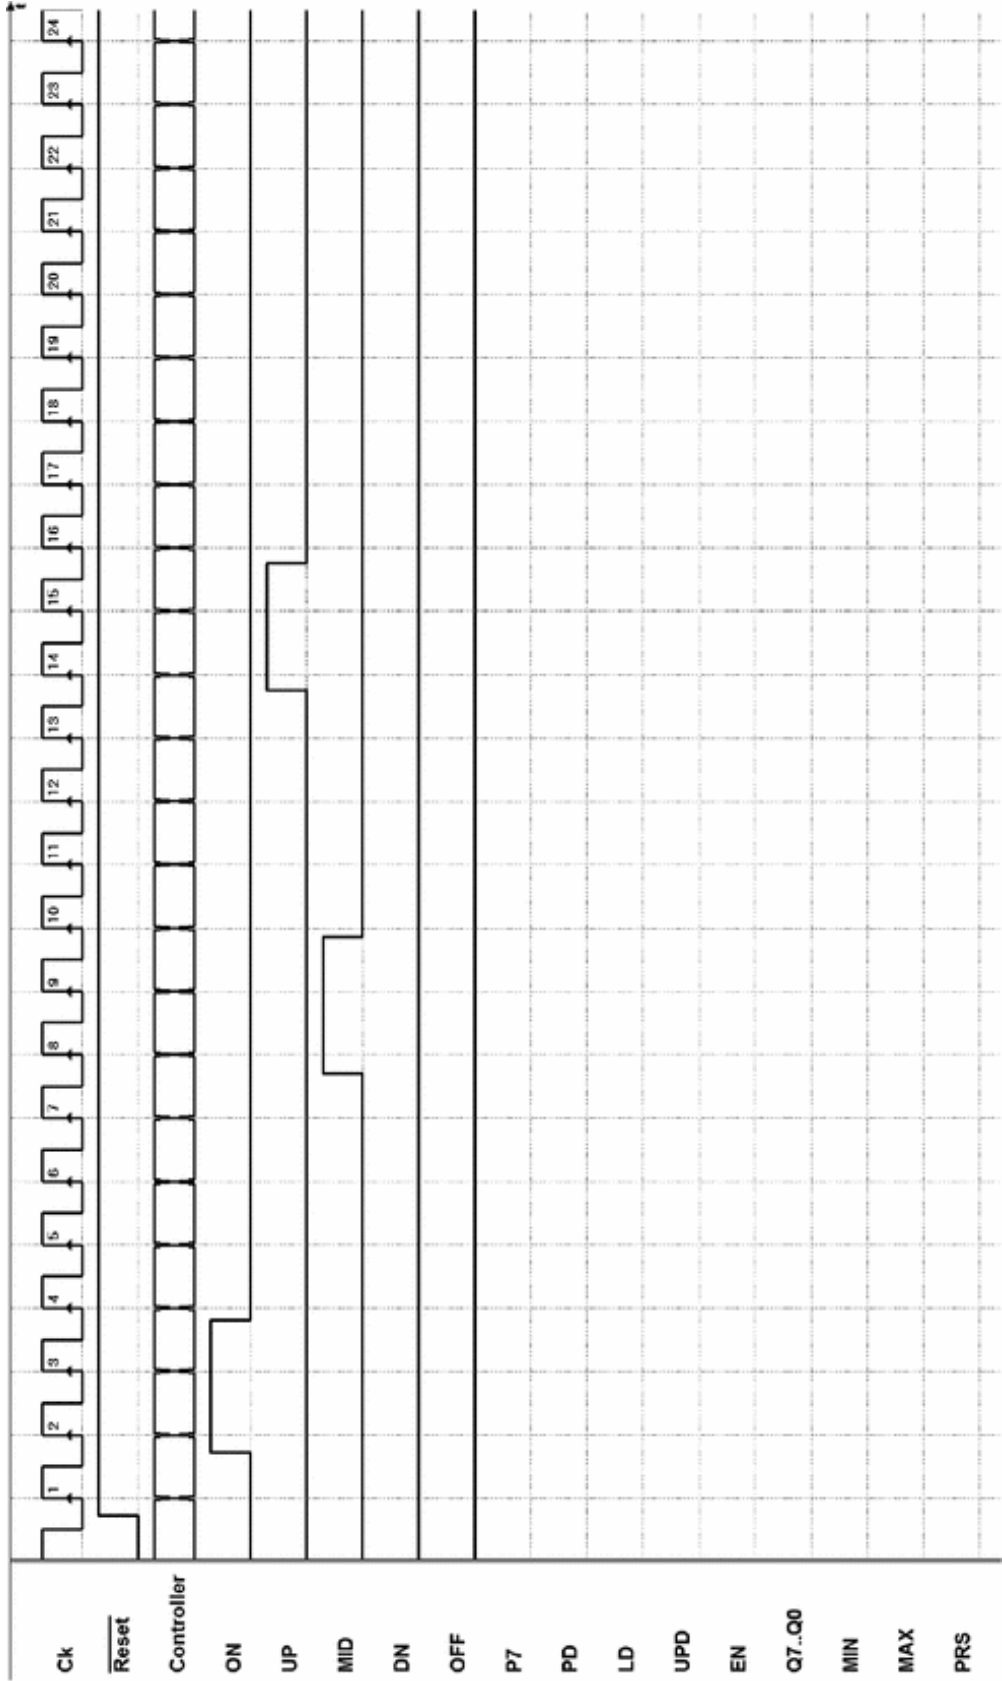 t
Ck
1 2 3 4 5 6 7 8 9 10 11 12 13 14 15 16 17 18 19 20 21 22 23 24
Reset
Controller
ON
UP
MID
DN
OFF
P7
PD
LD
UPD
EN
Q7..Q0
MIN
MAX
PRS